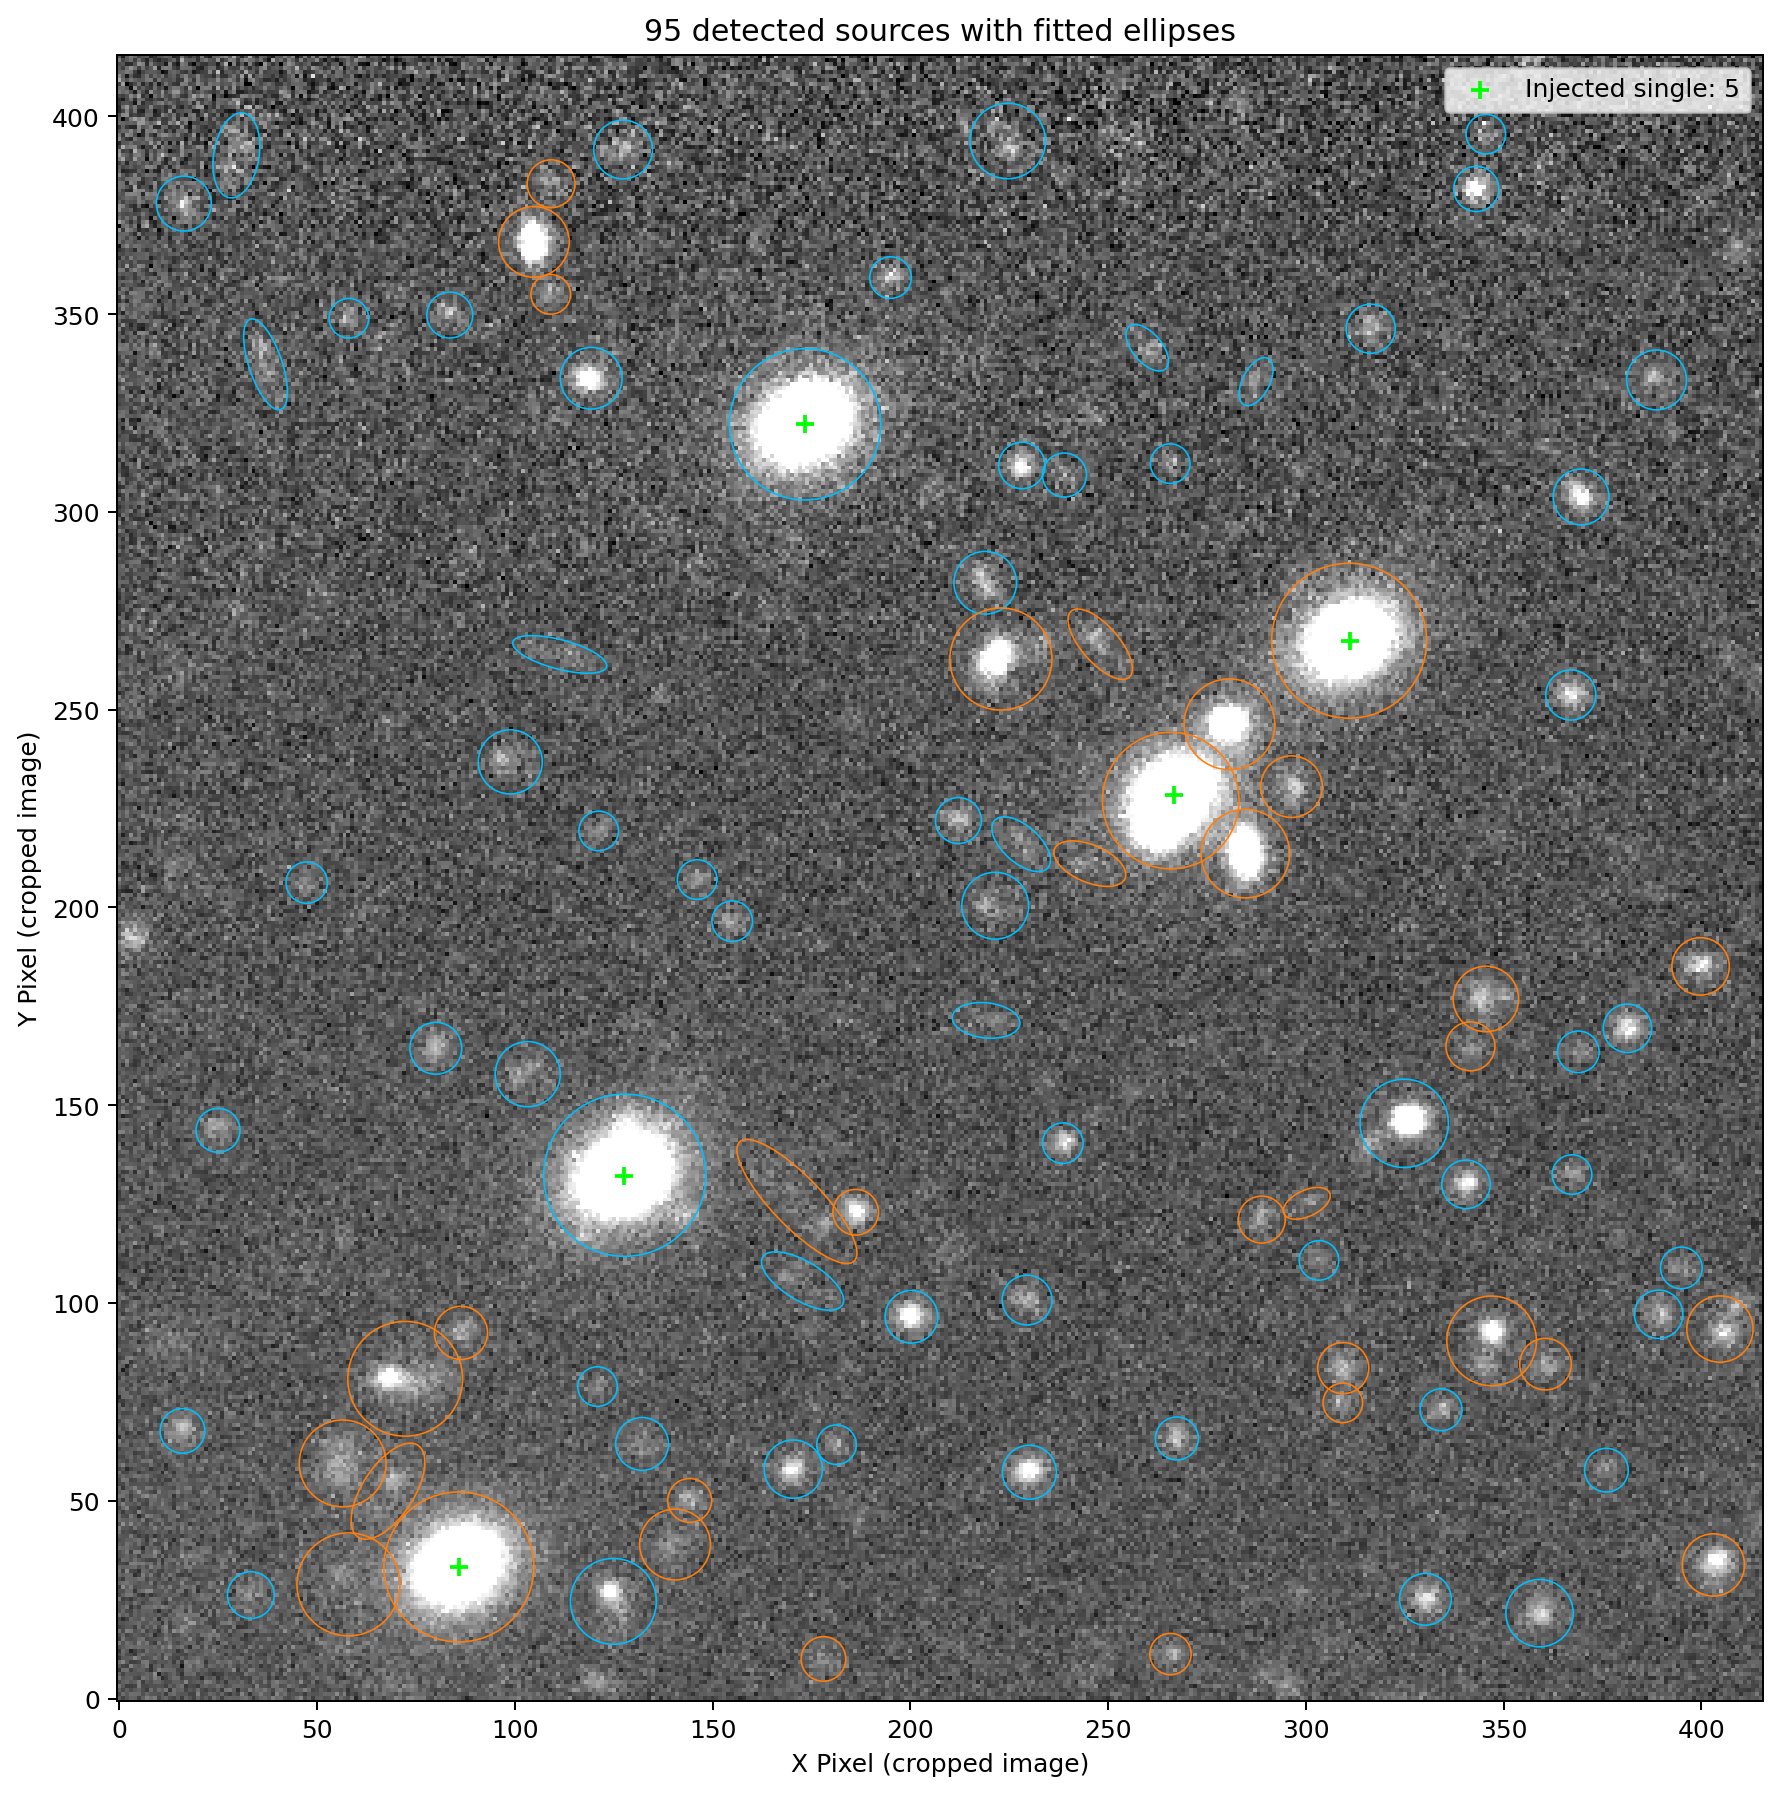 95 detected sources with fitted ellipses
Injected single: 5
Y Pixel (cropped image)
400
350
300
250
200
150
100
50
0
0 50 100 150 200 250 300 350 400
X Pixel (cropped image)